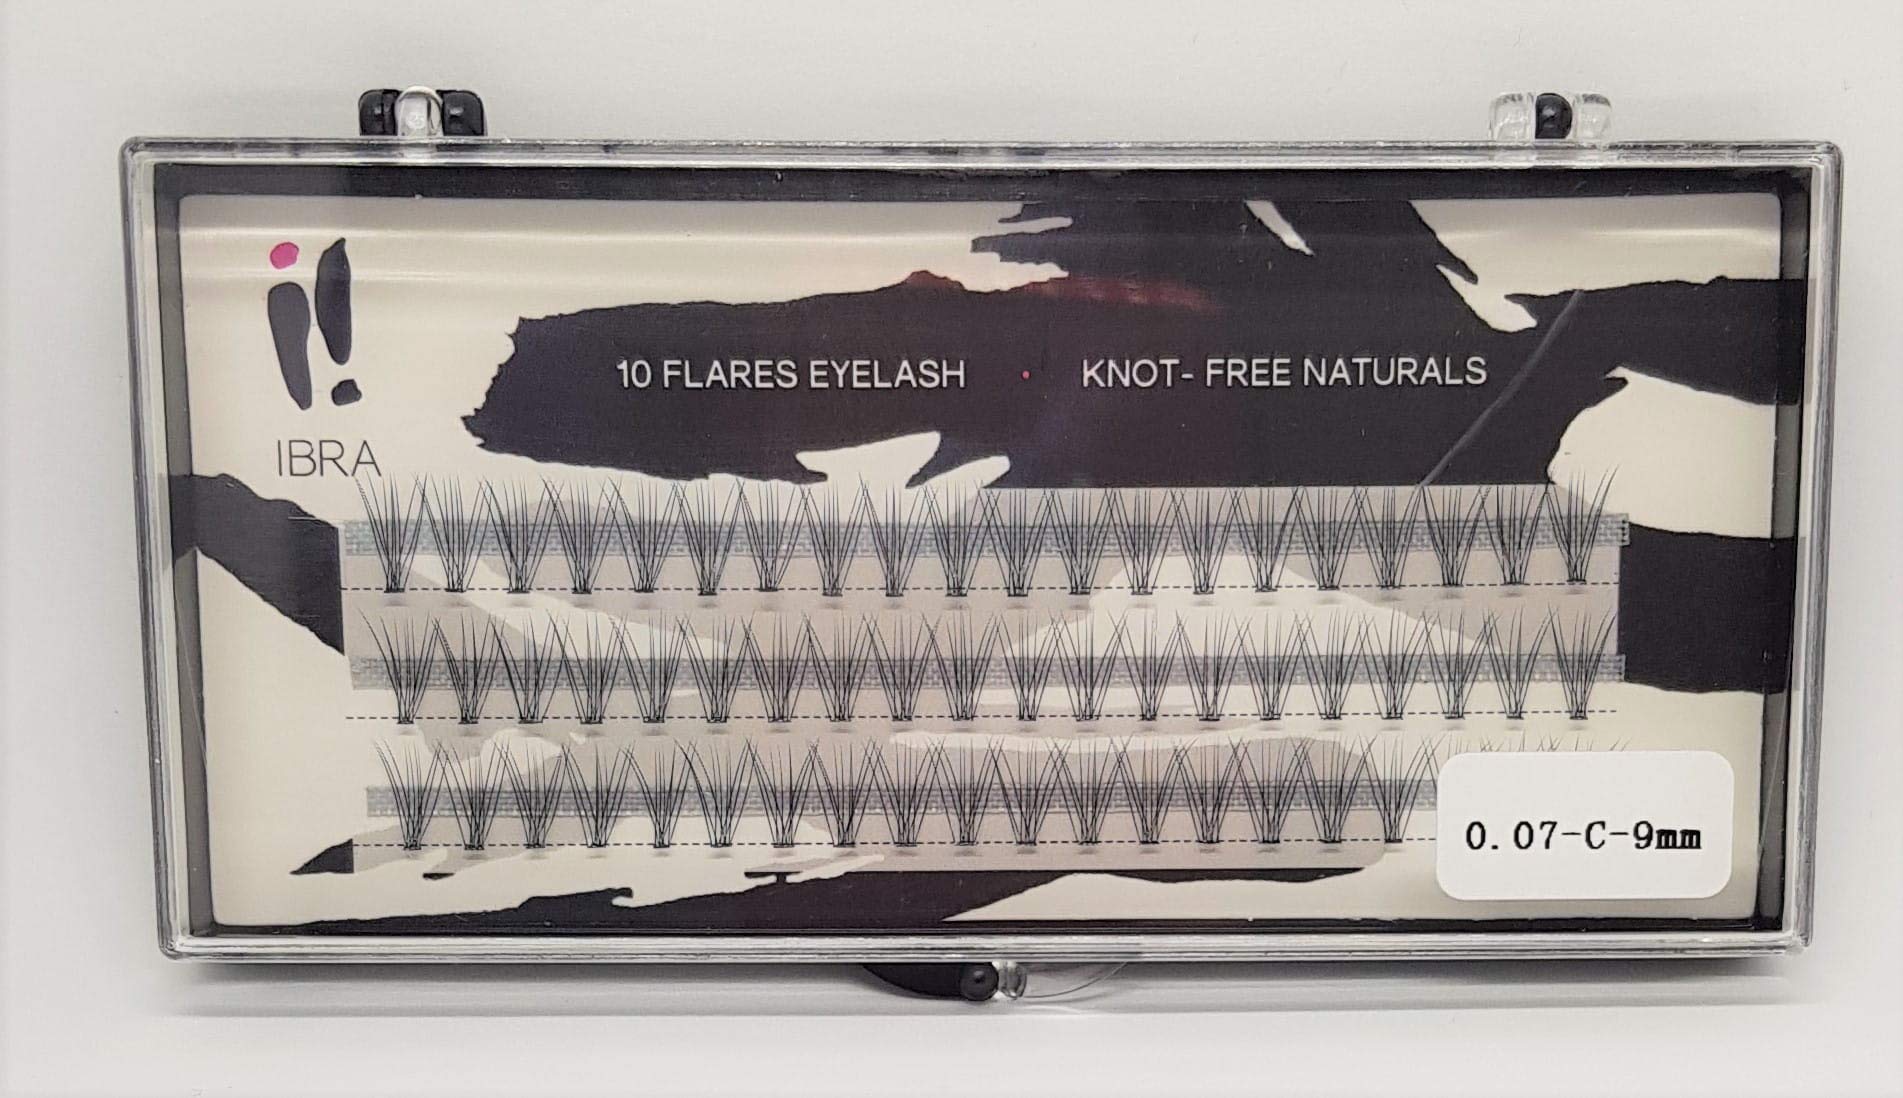 IBRA
10 FLARES EYELASH • KNOT- FREE NATURALS
0.07-C-9mm